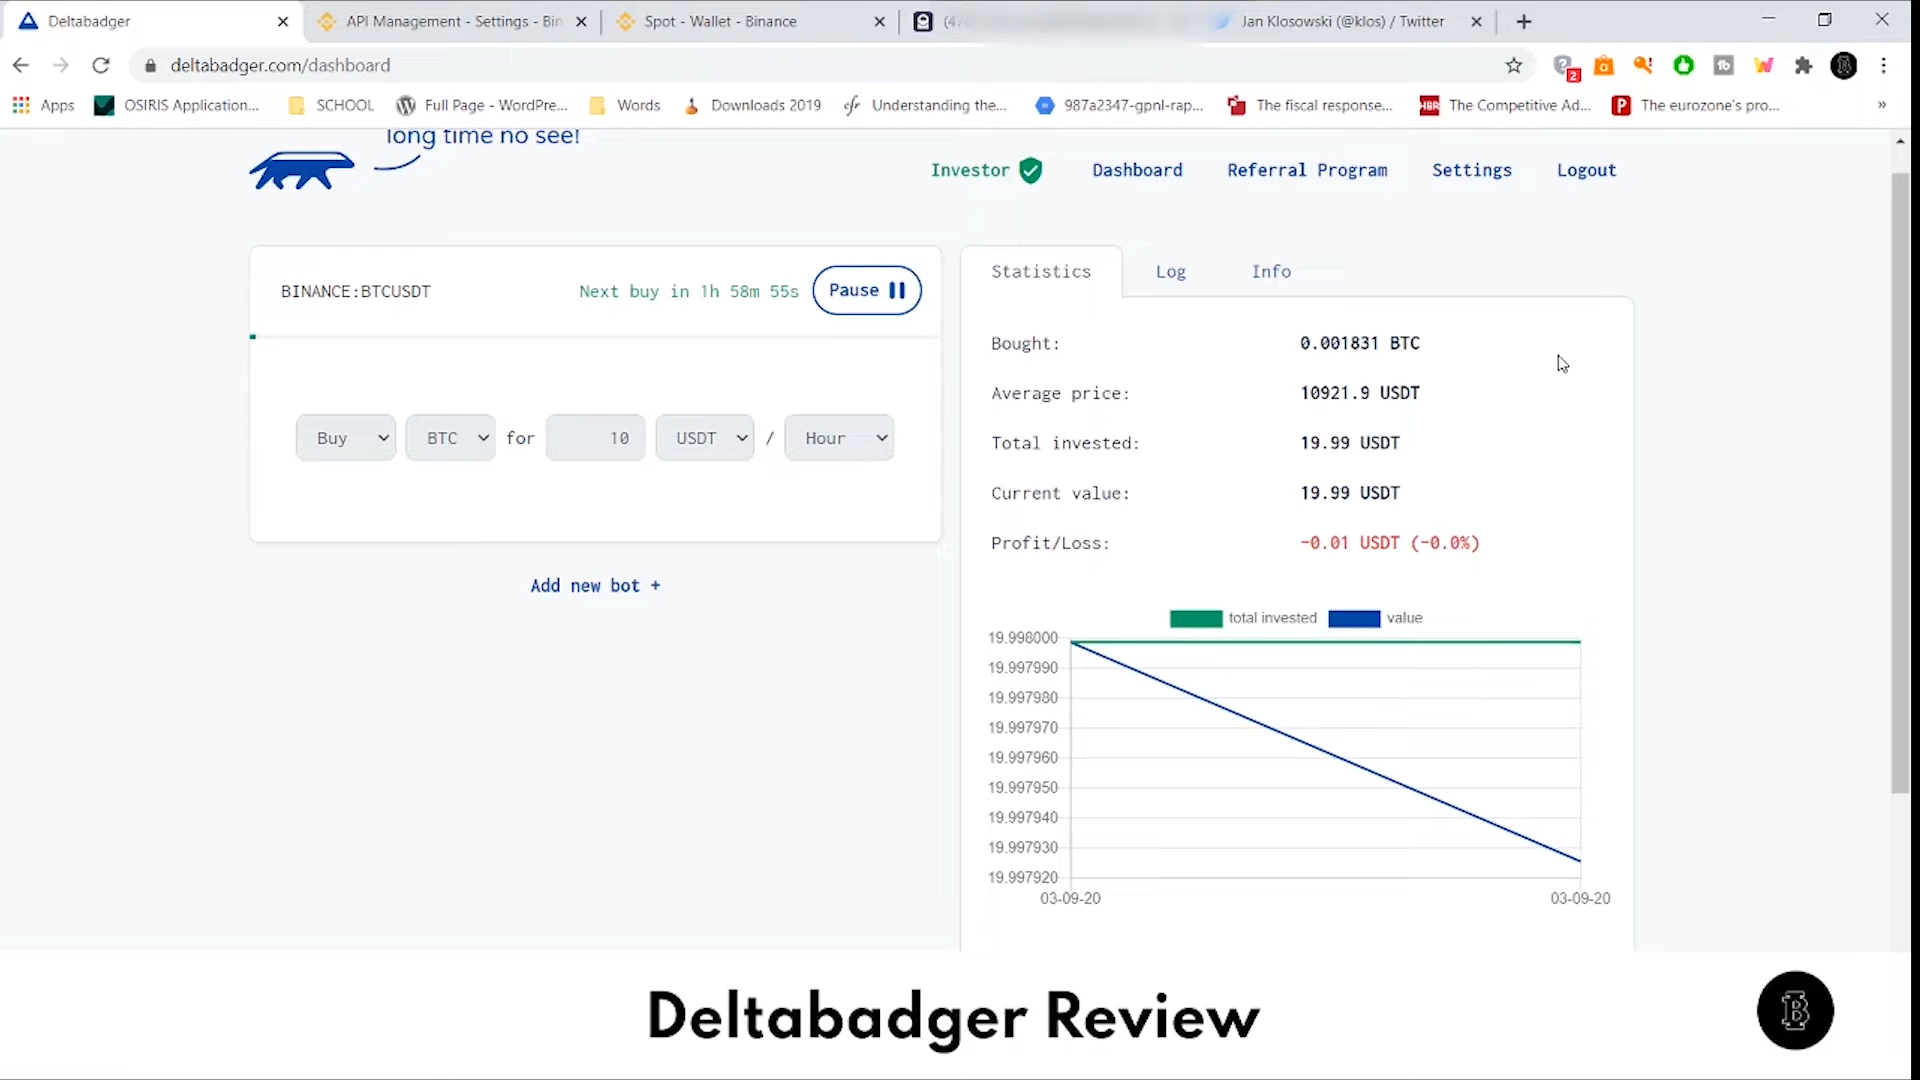 Deltabadger
API Management - Settings - Bin
Spot - Wallet - Binance
Jan Klosowski (@klos) / Twitter
deltabadger.com/dashboard
2
Apps
OSIRIS Application...
SCHOOL
Full Page - WordPre...
Words
Downloads 2019
cfr
Understanding the...
987a2347-gpnl-rap...
The fiscal response...
HBR
The Competitive Ad...
The eurozone's pro...
»
long time no see!
Investor
Dashboard
Referral Program
Settings
Logout
BINANCE:BTCUSDT
Next buy in 1h 58m 55s
Pause
Buy
BTC
for
10
USDT
/
Hour
Add new bot +
Statistics
Log
Info
Bought: 0.001831 BTC
Average price: 10921.9 USDT
Total invested: 19.99 USDT
Current value: 19.99 USDT
Profit/Loss: -0.01 USDT (-0.0%)
total invested
value
19.998000
19.997990
19.997980
19.997970
19.997960
19.997950
19.997940
19.997930
19.997920
03-09-20
03-09-20
Deltabadger Review
B